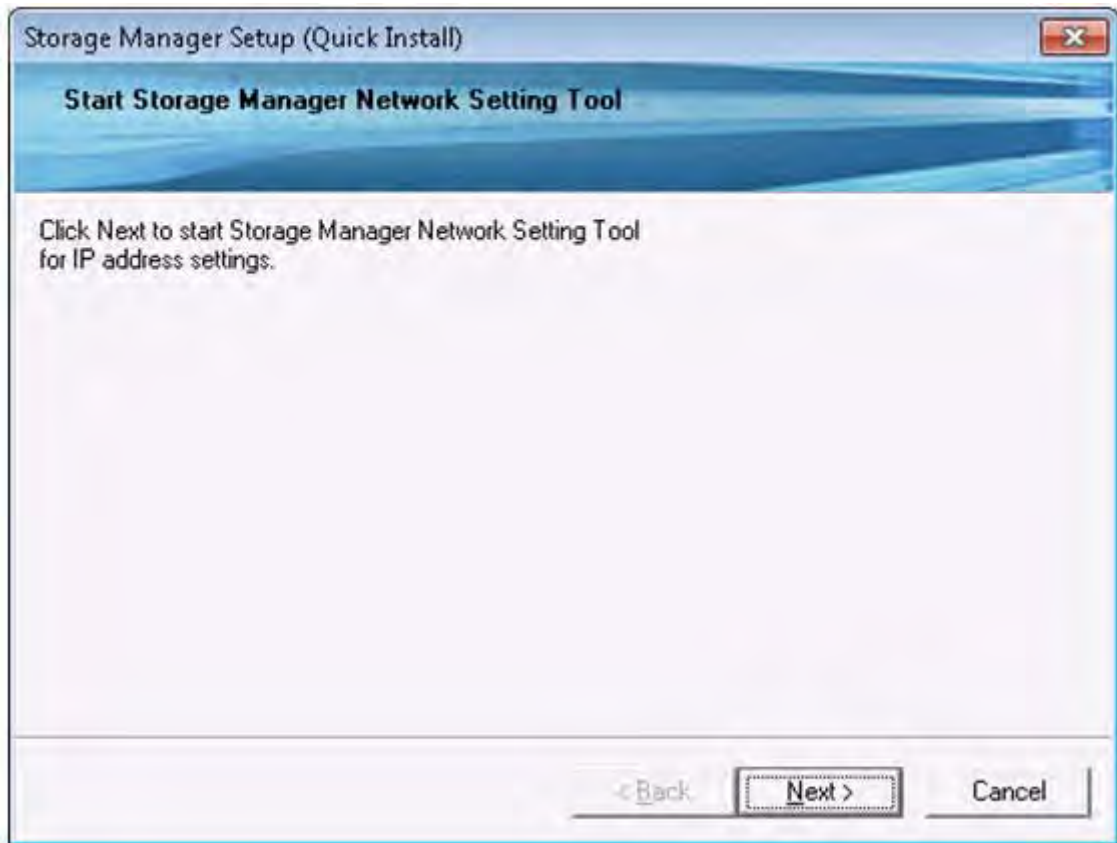 Storage Manager Setup (Quick Install)
Start Storage Manager Network Setting Tool
Click Next to start Storage Manager Network Setting Tool
for IP address settings.
< Back
Next >
Cancel